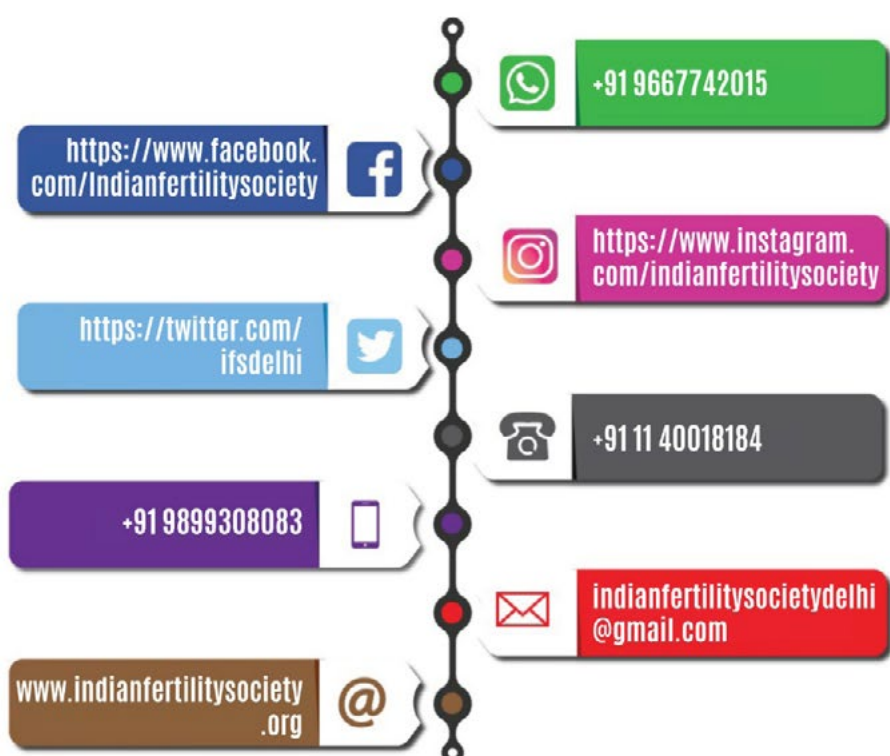 +91 9667742015
https://www.facebook.
com/Indianfertilitysociety
https://www.instagram.
com/indianfertilitysociety
https://twitter.com/
ifsdelhi
+91 11 40018184
+91 9899308083
indianfertilitysocietydelhi
@gmail.com
www.indianfertilitysociety
.org